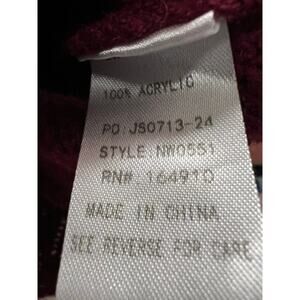 100% ACRYLIC
PO:JS0713-24
STYLE:NW0551
RN#:164910
MADE IN CHINA
SEE REVERSE FOR CARE